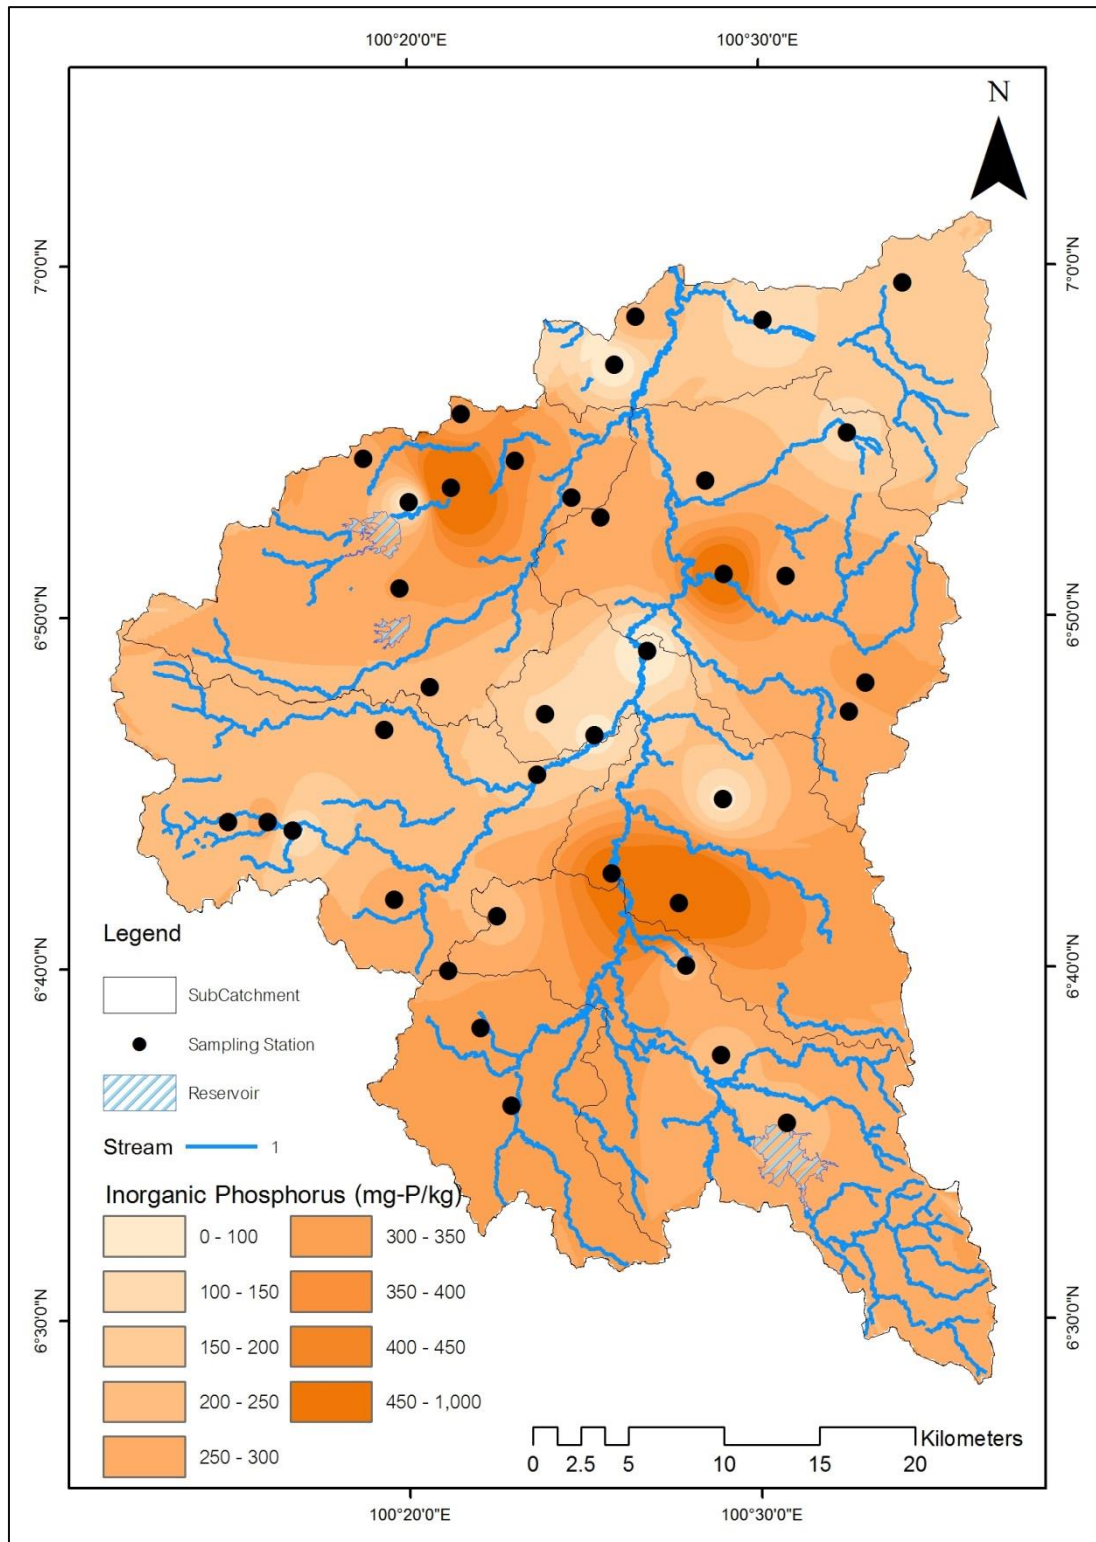 100°20'0"E 100°30'0"E
N
7°0'0"N 7°0'0"N
6°50'0"N 6°50'0"N
6°40'0"N 6°40'0"N
Legend
SubCatchment
Sampling Station
Reservoir
Stream 1
Inorganic Phosphorus (mg-P/kg)
0 - 100 300 - 350
100 - 150 350 - 400
150 - 200 400 - 450
200 - 250 450 - 1,000
250 - 300
6°30'0"N 6°30'0"N
Kilometers
0 2.5 5 10 15 20
100°20'0"E 100°30'0"E